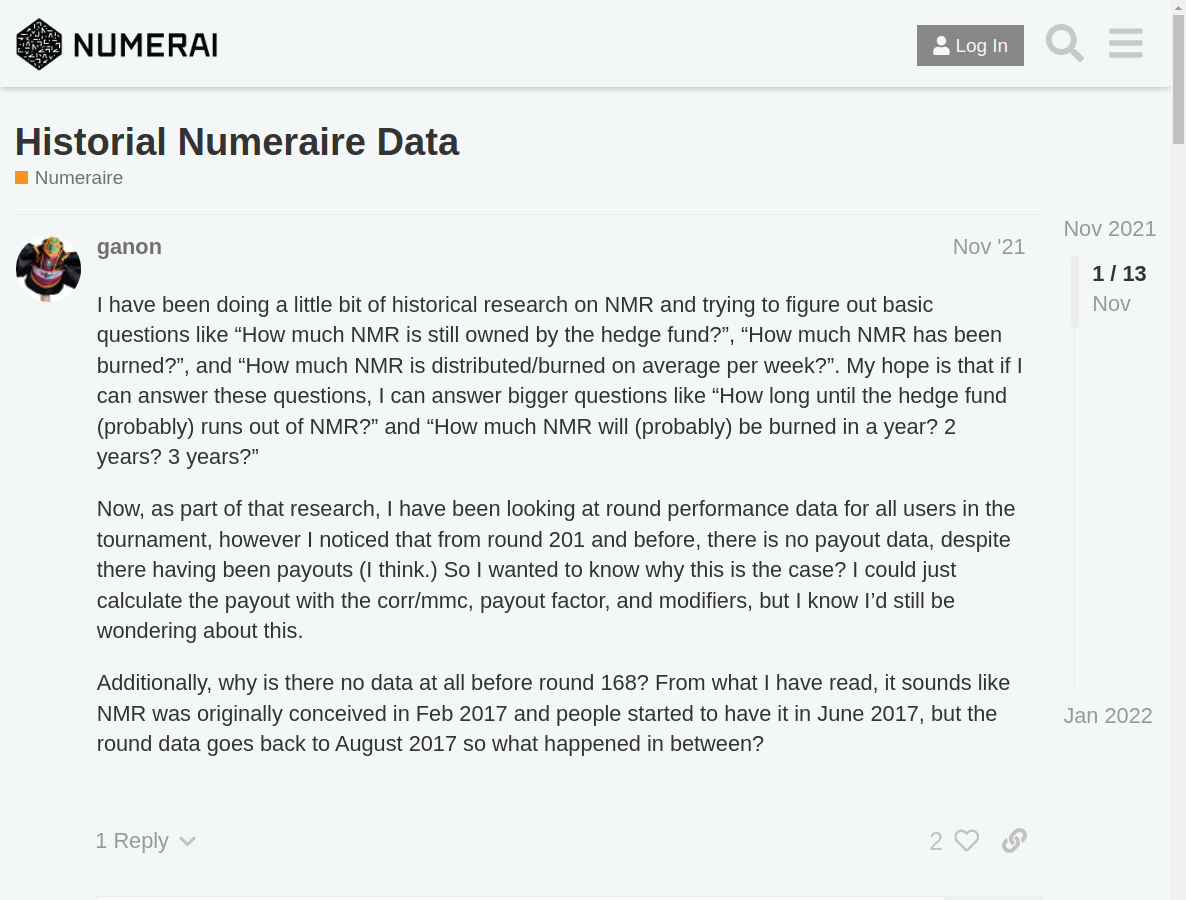 NUMERAI
Log In
Historial Numeraire Data
Numeraire
ganon
Nov '21
I have been doing a little bit of historical research on NMR and trying to figure out basic
questions like “How much NMR is still owned by the hedge fund?”, “How much NMR has been
burned?”, and “How much NMR is distributed/burned on average per week?”. My hope is that if I
can answer these questions, I can answer bigger questions like “How long until the hedge fund
(probably) runs out of NMR?” and “How much NMR will (probably) be burned in a year? 2
years? 3 years?”
Now, as part of that research, I have been looking at round performance data for all users in the
tournament, however I noticed that from round 201 and before, there is no payout data, despite
there having been payouts (I think.) So I wanted to know why this is the case? I could just
calculate the payout with the corr/mmc, payout factor, and modifiers, but I know I’d still be
wondering about this.
Additionally, why is there no data at all before round 168? From what I have read, it sounds like
NMR was originally conceived in Feb 2017 and people started to have it in June 2017, but the
round data goes back to August 2017 so what happened in between?
1 Reply
2
Nov 2021
1 / 13
Nov
Jan 2022